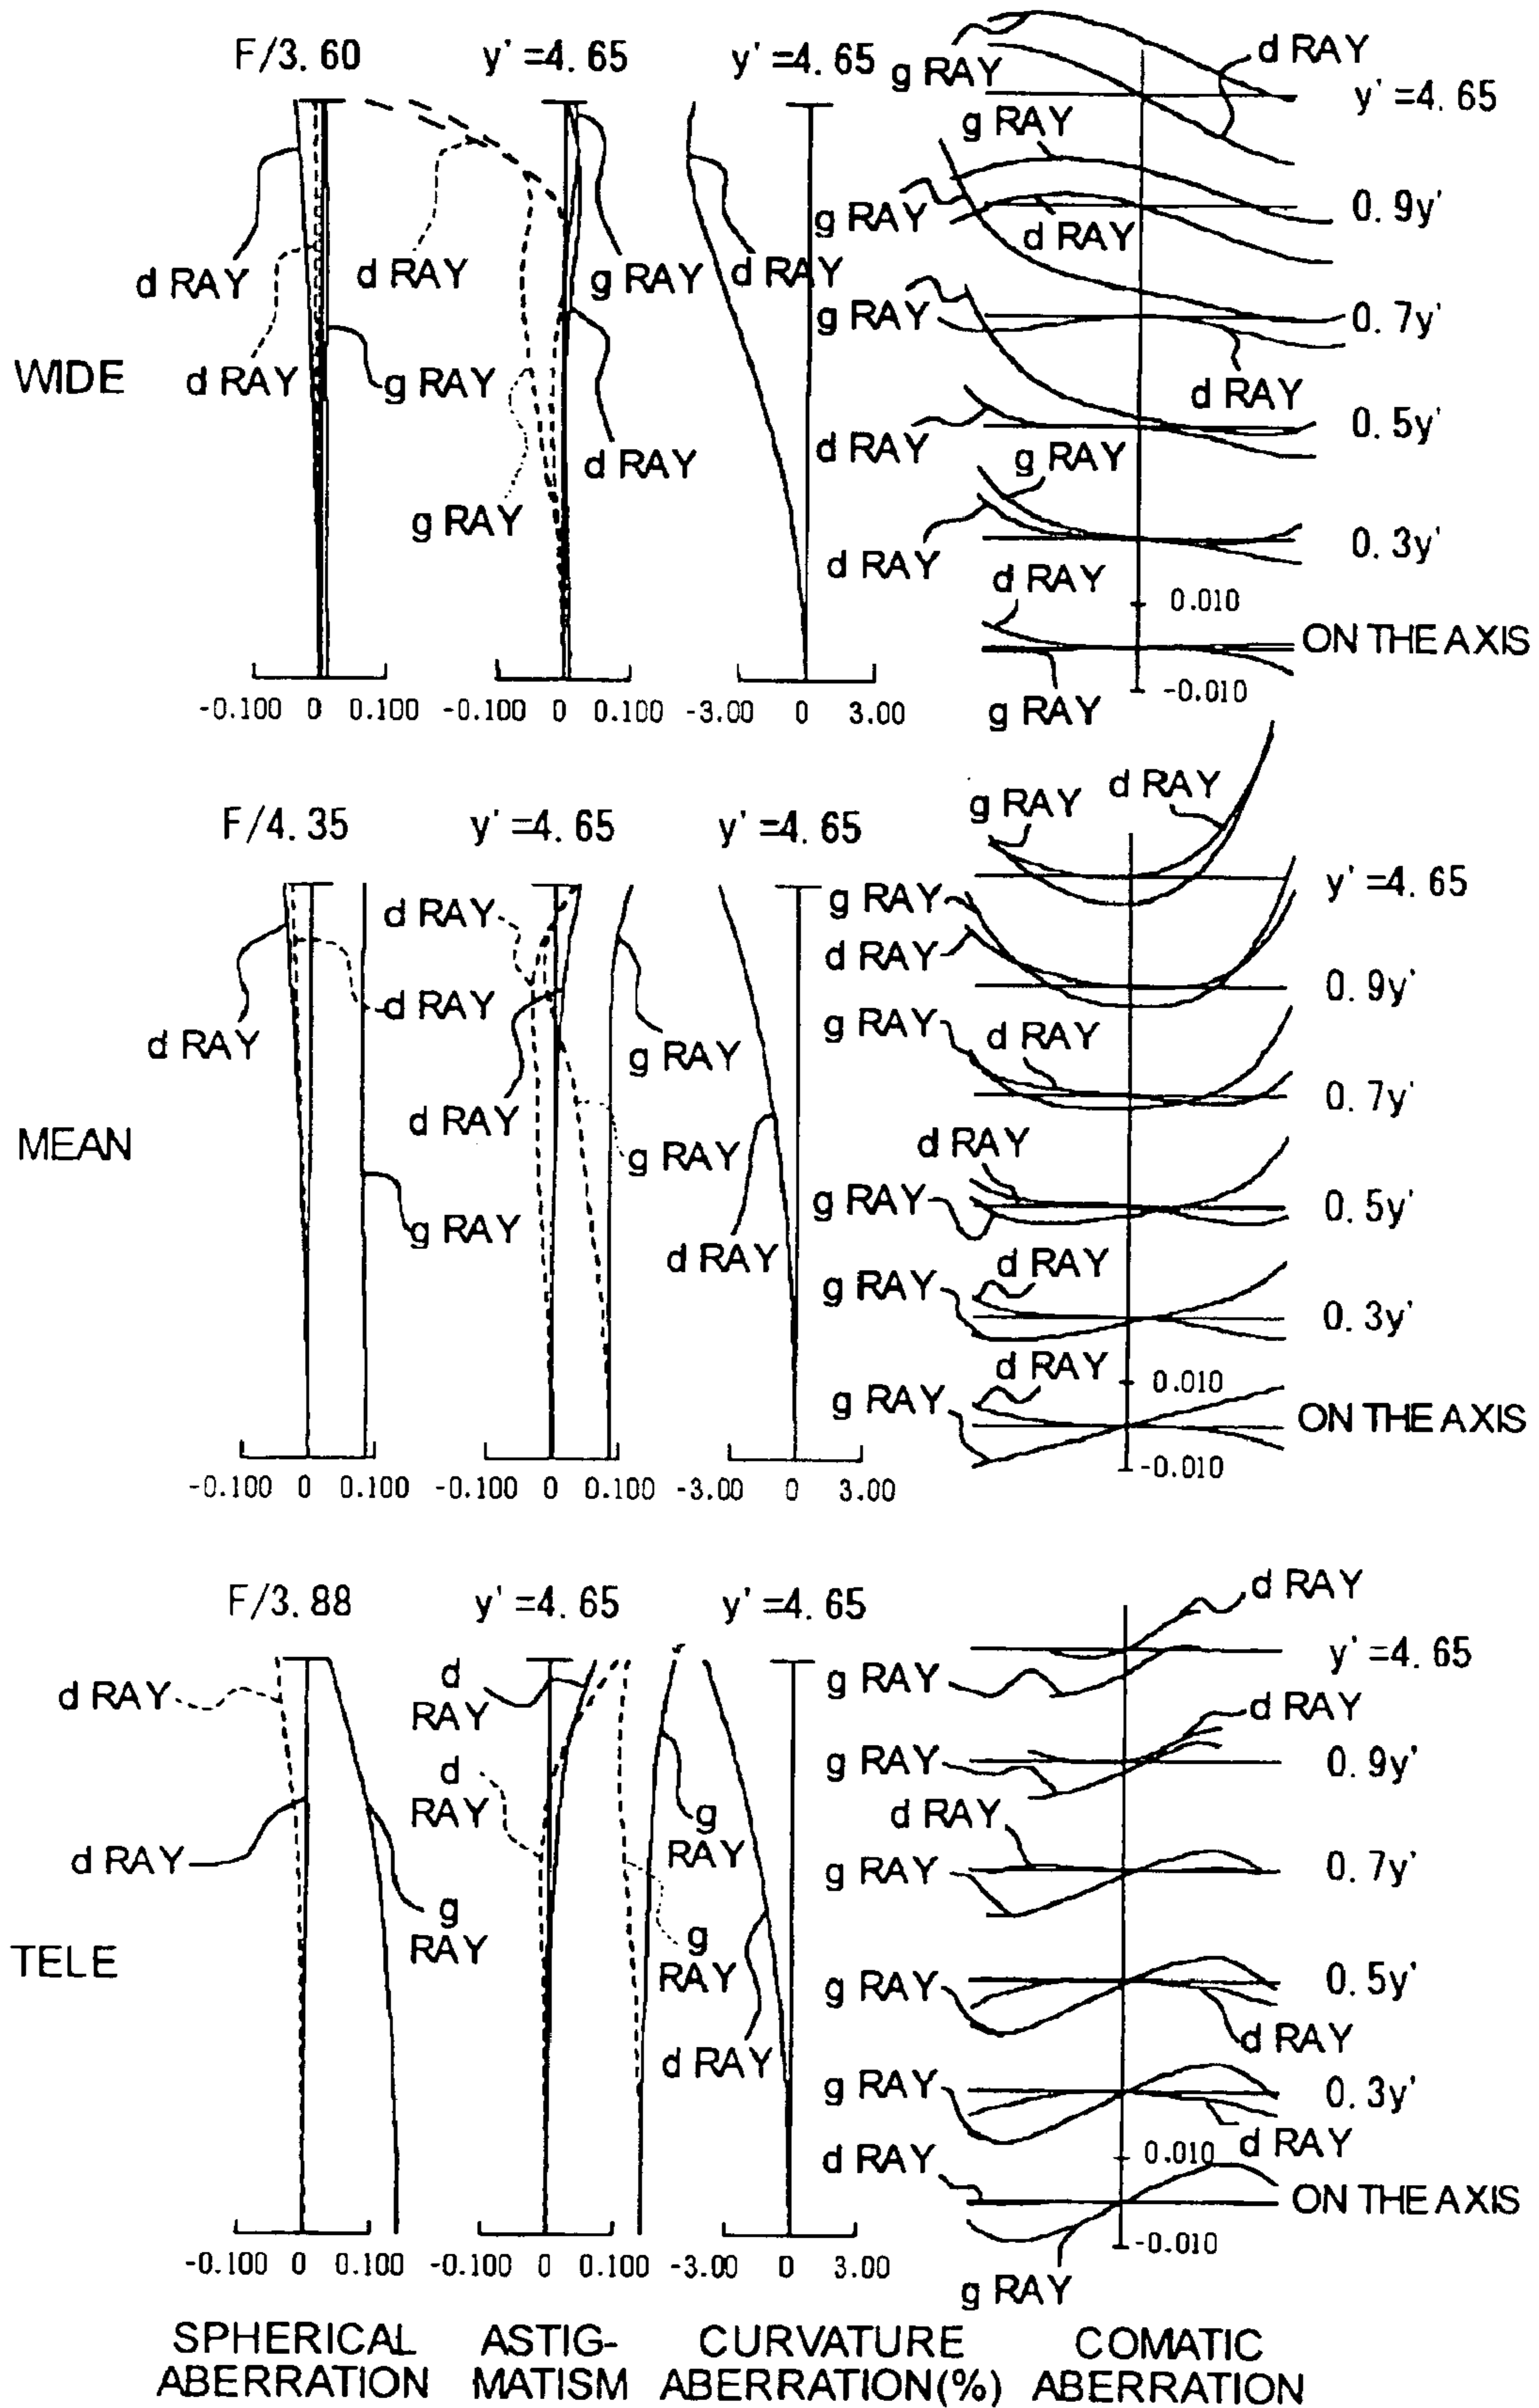 F/3.60 y'=4.65 y'=4.65
g RAY
d RAY
y'=4.65
g RAY
0.9y'
g RAY
d RAY
d RAY
d RAY
g RAY
d RAY
0.7y'
g RAY
WIDE
d RAY
g RAY
d RAY
0.5y'
d RAY
g RAY
d RAY
g RAY
0.3y'
d RAY
d RAY
0.010
ON THE AXIS
-0.010
g RAY
-0.100 0 0.100 -0.100 0 0.100 -3.00 0 3.00
F/4.35 y'=4.65 y'=4.65
g RAY
d RAY
y'=4.65
g RAY
d RAY
d RAY
0.9y'
d RAY
d RAY
g RAY
g RAY
d RAY
0.7y'
d RAY
MEAN
g RAY
d RAY
g RAY
0.5y'
g RAY
d RAY
d RAY
g RAY
0.3y'
d RAY
0.010
g RAY
ON THE AXIS
-0.010
-0.100 0 0.100 -0.100 0 0.100 -3.00 0 3.00
F/3.88 y'=4.65 y'=4.65
d RAY
y'=4.65
d RAY
d
RAY
g RAY
d RAY
0.9y'
g RAY
d
RAY
d RAY
g
RAY
d RAY
g RAY
0.7y'
g
RAY
g
RAY
TELE
g RAY
0.5y'
d RAY
d RAY
g RAY
0.3y'
d RAY
d RAY
0.010
ON THE AXIS
-0.010
g RAY
-0.100 0 0.100 -0.100 0 0.100 -3.00 0 3.00
SPHERICAL
ABERRATION
ASTIG-
MATISM
CURVATURE
ABERRATION(%)
COMATIC
ABERRATION